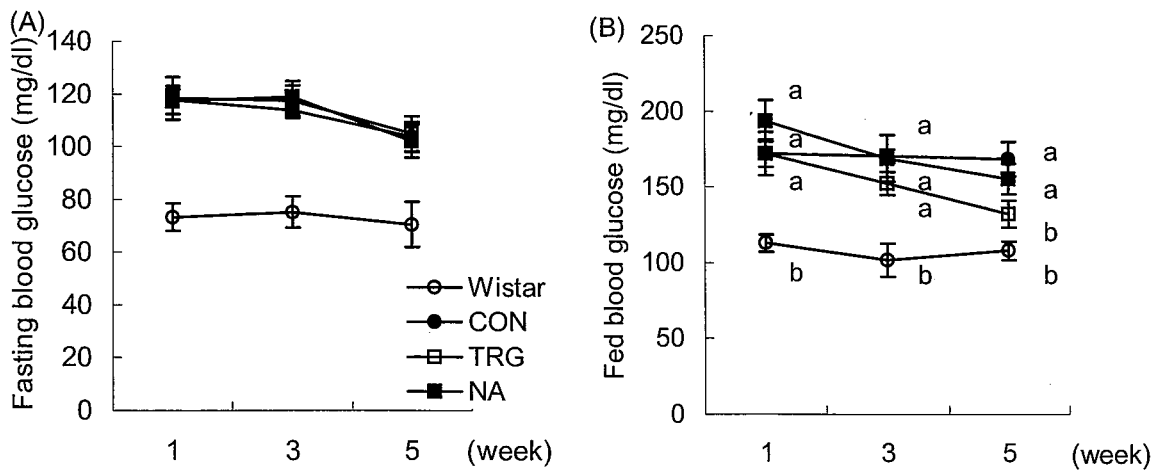 (A)
Fasting blood glucose (mg/dl)
140
120
100
80
60
40
20
0
1 3 5 (week)
Wistar
CON
TRG
NA
(B)
Fed blood glucose (mg/dl)
250
200
150
100
50
0
a
a
a
b
a
a
a
b
a
a
b
b
1 3 5 (week)